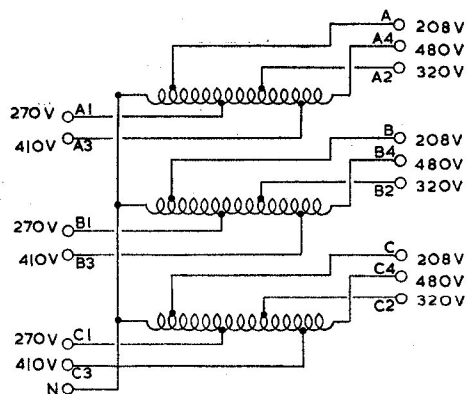 A 208V
A4 480V
A2 320V
270V A1
410V A3
B 208V
B4 480V
B2 320V
270V B1
410V B3
C 208V
C4 480V
C2 320V
270V C1
410V C3
N